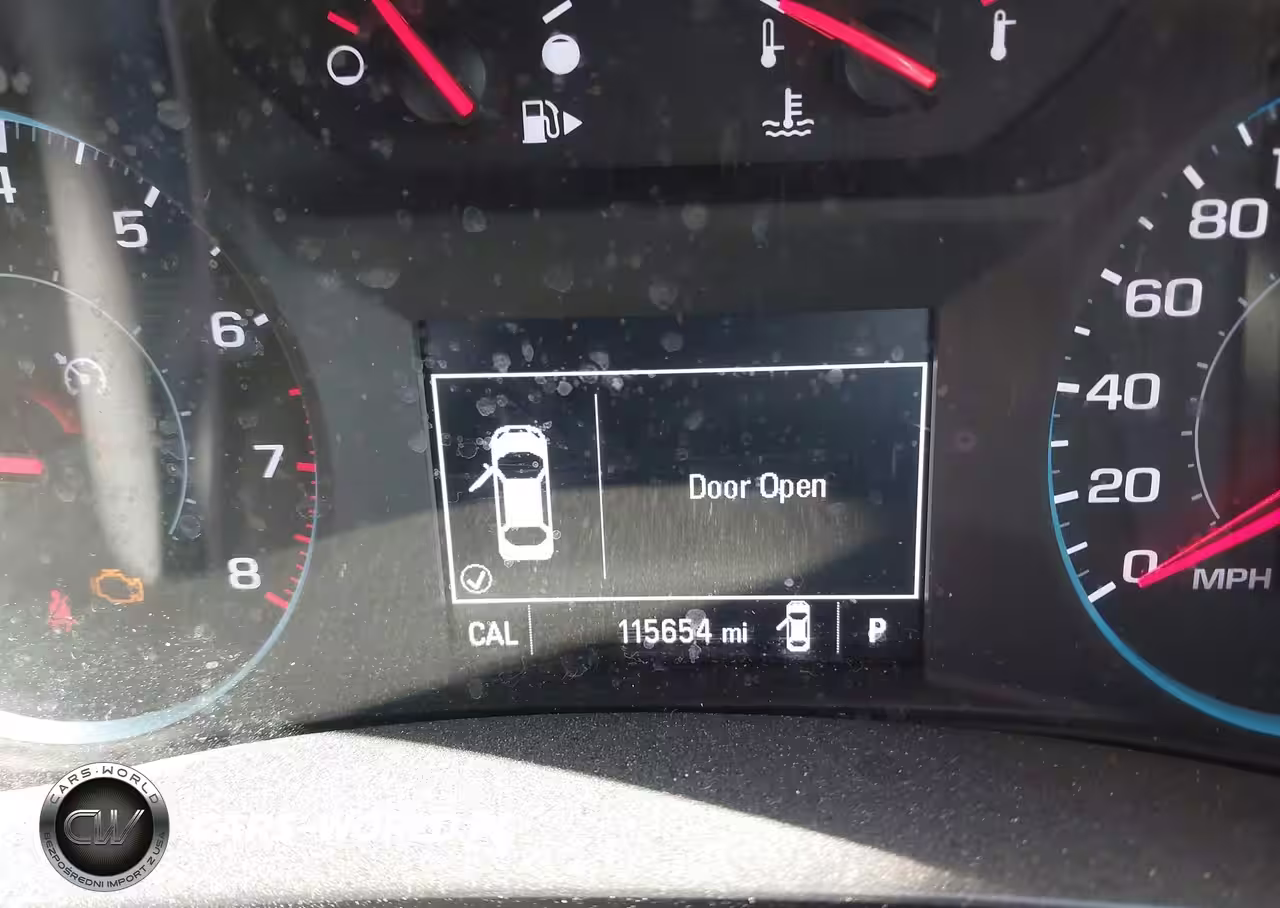 4
5
6
7
8
80
60
40
20
0
MPH
Door Open
CAL 115654 mi P
CARS·WORLD
CW
BEZPOŚREDNI IMPORT Z USA